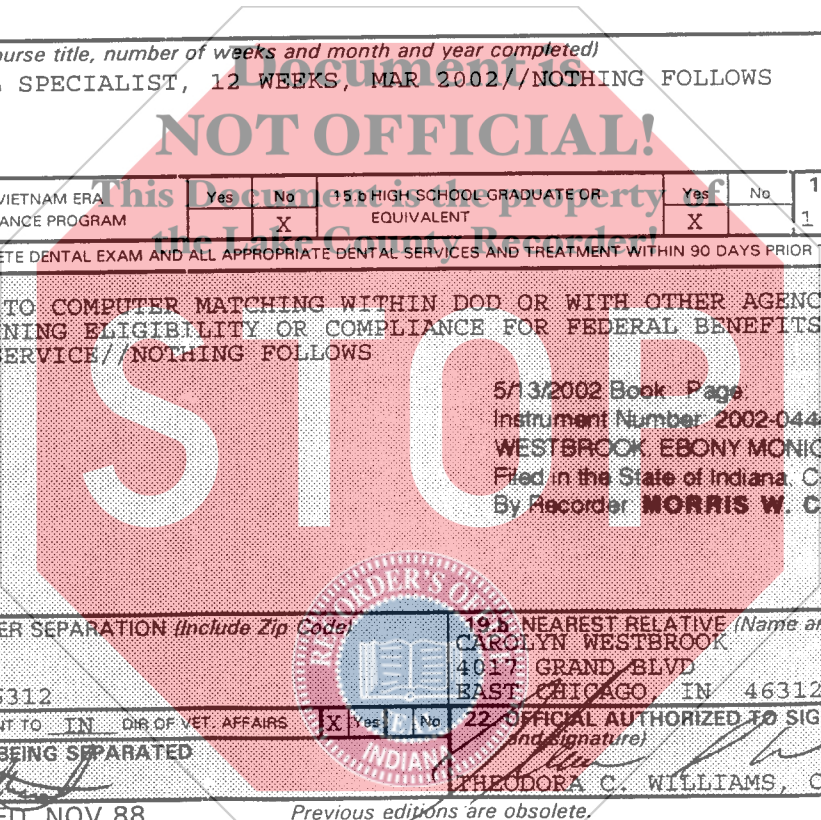 ourse title, number of weeks and month and year completed)
SPECIALIST, 12 WEEKS, MAR 2002//NOTHING FOLLOWS
Document is
NOT OFFICIAL!
This Document is the property of
the Lake County Recorder!
VIETNAM ERA Yes No 15.b HIGH SCHOOL GRADUATE OR Yes No 1
ANCE PROGRAM X EQUIVALENT X 1
ETE DENTAL EXAM AND ALL APPROPRIATE DENTAL SERVICES AND TREATMENT WITHIN 90 DAYS PRIOR T
TO COMPUTER MATCHING WITHIN DOD OR WITH OTHER AGENC
NING ELIGIBILITY OR COMPLIANCE FOR FEDERAL BENEFITS
SERVICE//NOTHING FOLLOWS
STOP
5/13/2002 Book Page
Instrument Number 2002-044
WESTBROOK, EBONY MONIC
Filed in the State of Indiana, C
By Recorder MORRIS W. C
RECORDER'S OFFICE
INDIANA
ER SEPARATION (Include Zip Code) 19.b NEAREST RELATIVE (Name an
CAROLYN WESTBROOK
4017 GRAND BLVD
6312 EAST CHICAGO, IN 46312
NT TO IN DIR OF VET. AFFAIRS X Yes No 22. OFFICIAL AUTHORIZED TO SIG
BEING SEPARATED and signature)
THEODORA C. WILLIAMS, C
NOV 88 Previous editions are obsolete.